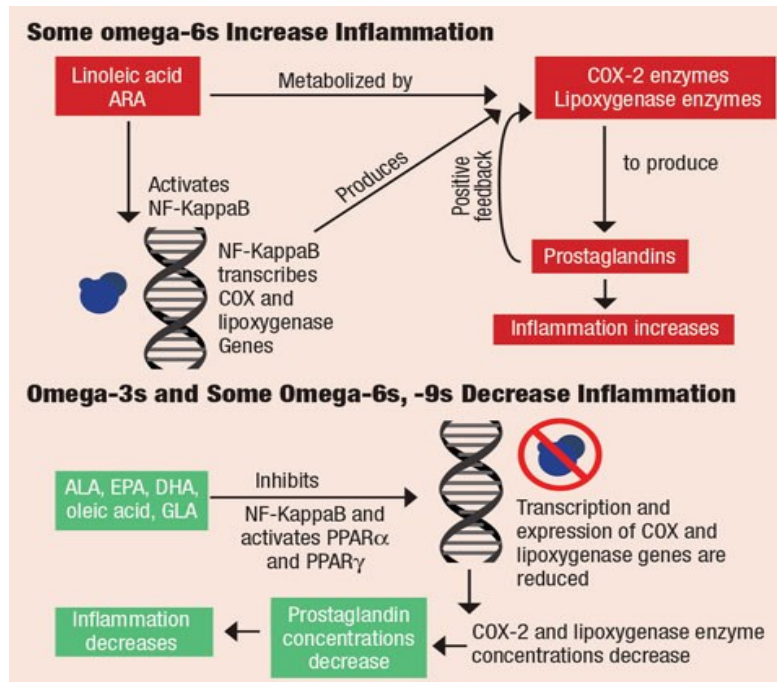 Some omega-6s Increase Inflammation
Linoleic acid
ARA
Metabolized by
COX-2 enzymes
Lipoxygenase enzymes
Activates
NF-KappaB
Produces
Positive
feedback
to produce
NF-KappaB
transcribes
COX and
lipoxygenase
Genes
Prostaglandins
Inflammation increases
Omega-3s and Some Omega-6s, -9s Decrease Inflammation
ALA, EPA, DHA,
oleic acid, GLA
Inhibits
NF-KappaB and
activates PPARα
and PPARγ
Transcription and
expression of COX and
lipoxygenase genes are
reduced
COX-2 and lipoxygenase enzyme
concentrations decrease
Prostaglandin
concentrations
decrease
Inflammation
decreases